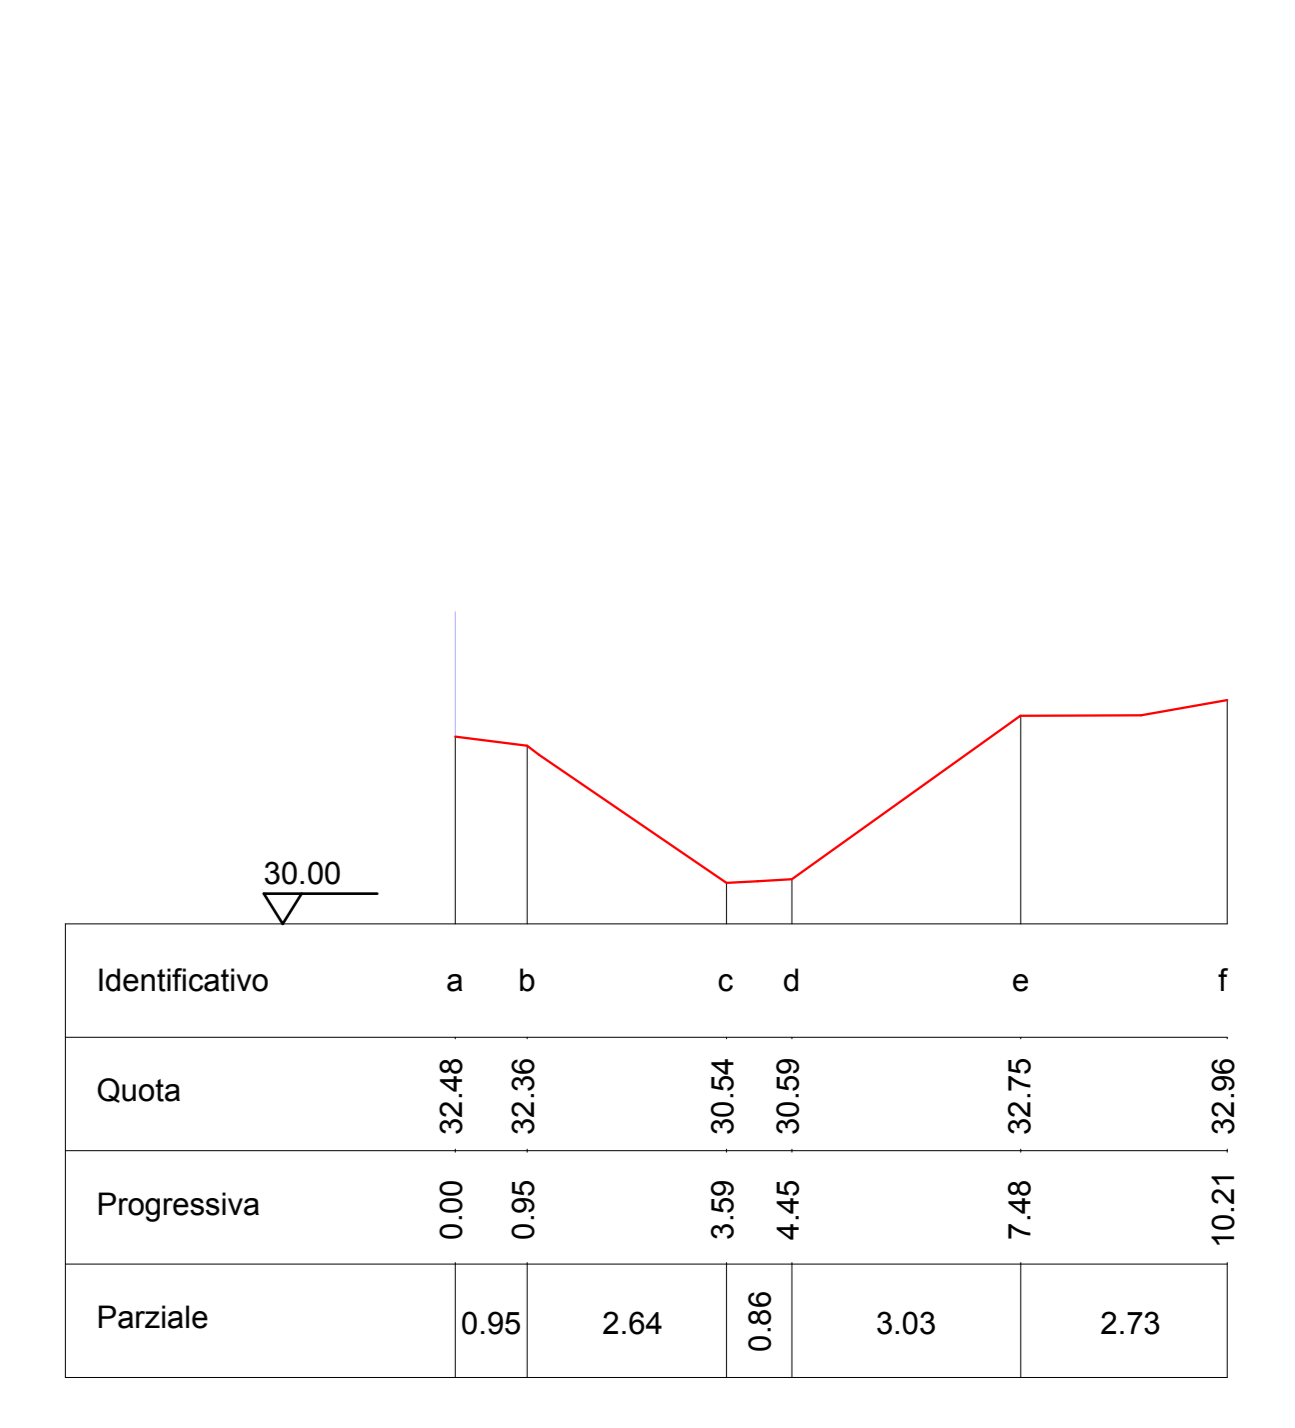 30.00
Identificativo a b c d e f
Quota 32.48 32.36 30.54 30.59 32.75 32.96
Progressiva 0.00 0.95 3.59 4.45 7.48 10.21
Parziale 0.95 2.64 0.86 3.03 2.73